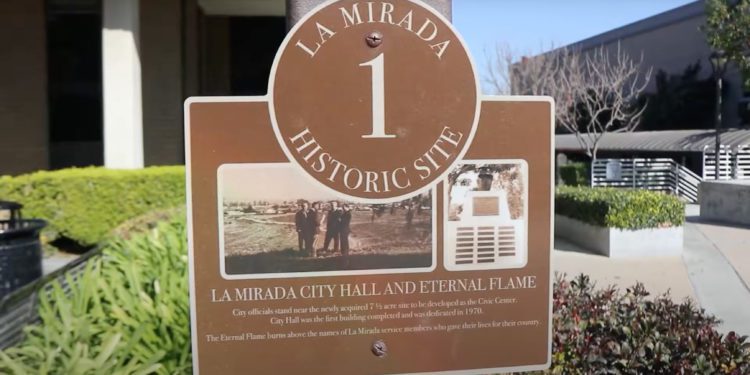 LA MIRADA
1
HISTORIC SITE
LA MIRADA CITY HALL AND ETERNAL FLAME
City officials stand near the newly acquired 7 ½ acre site to be developed as the Civic Center.
City Hall was the first building completed and was dedicated in 1970.
The Eternal Flame burns above the names of La Mirada service members who gave their lives for their country.